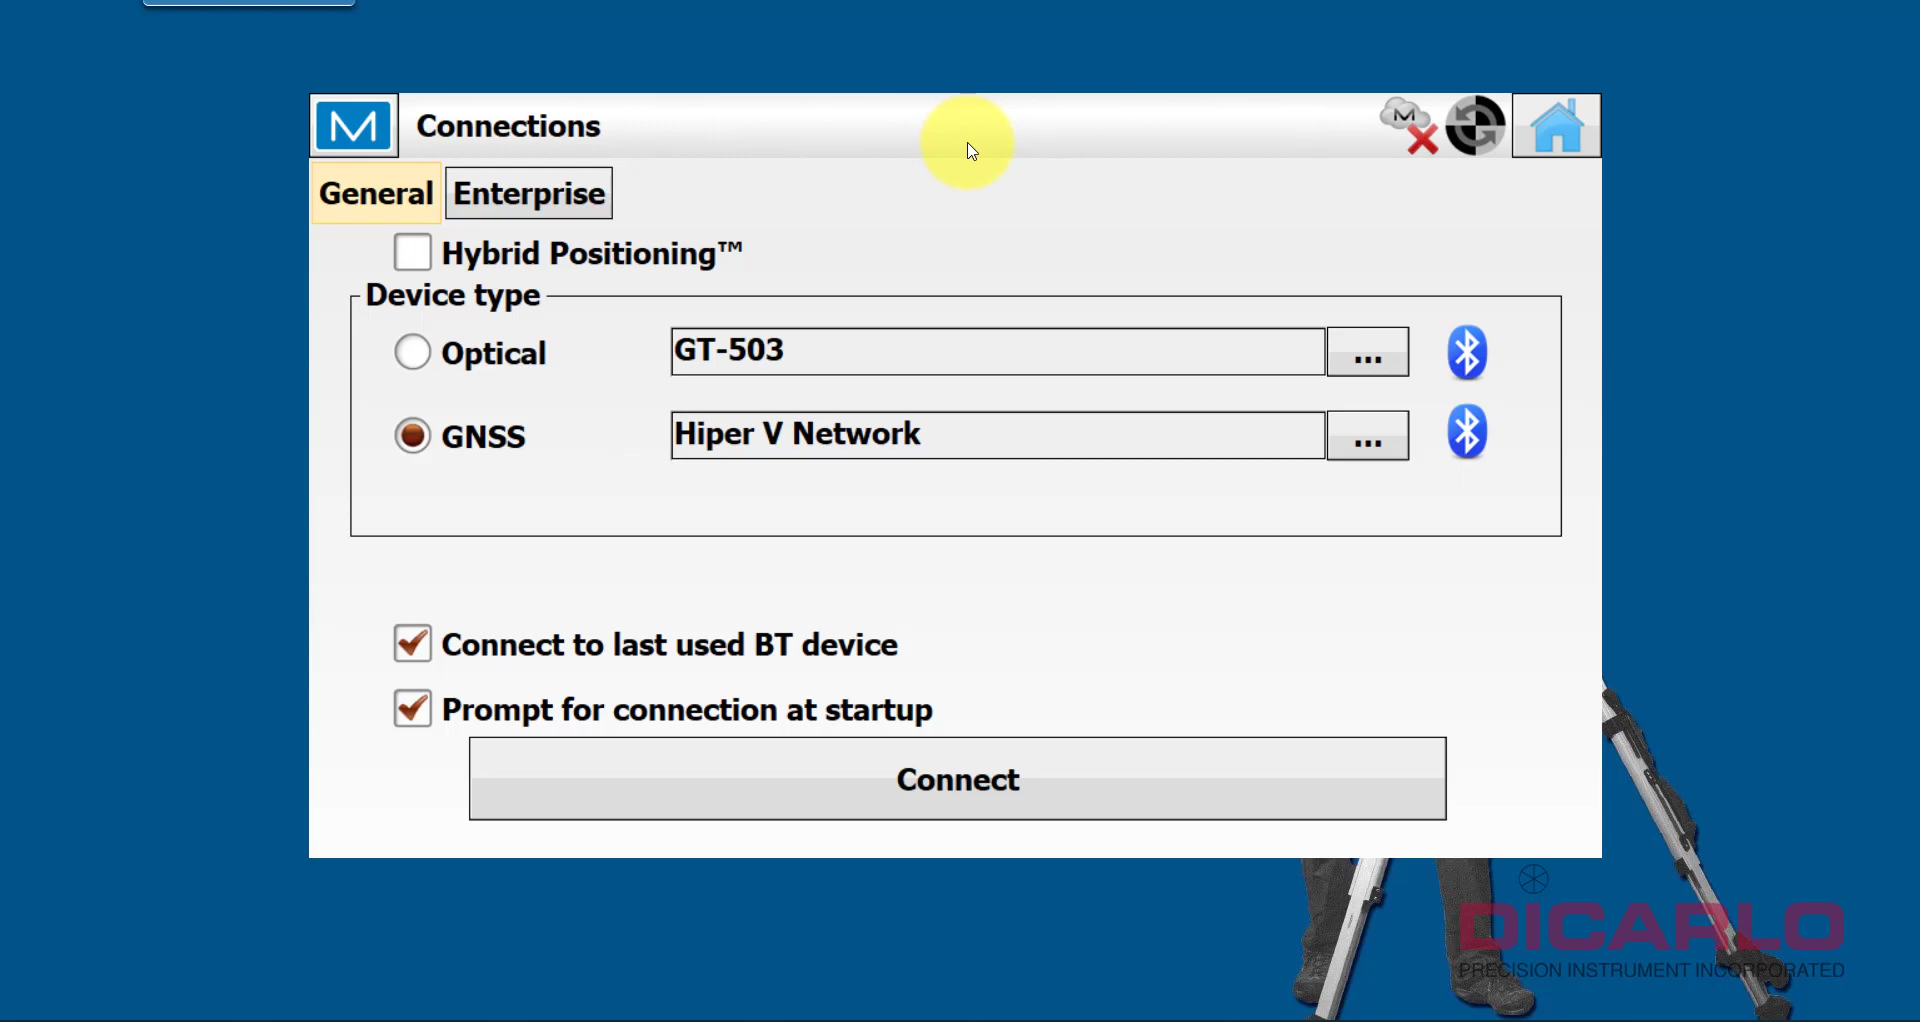 Connections
General
Enterprise
Hybrid Positioning™
Device type
Optical
GT-503
...
GNSS
Hiper V Network
...
Connect to last used BT device
Prompt for connection at startup
Connect
DICARLO
PRECISION INSTRUMENT INCORPORATED